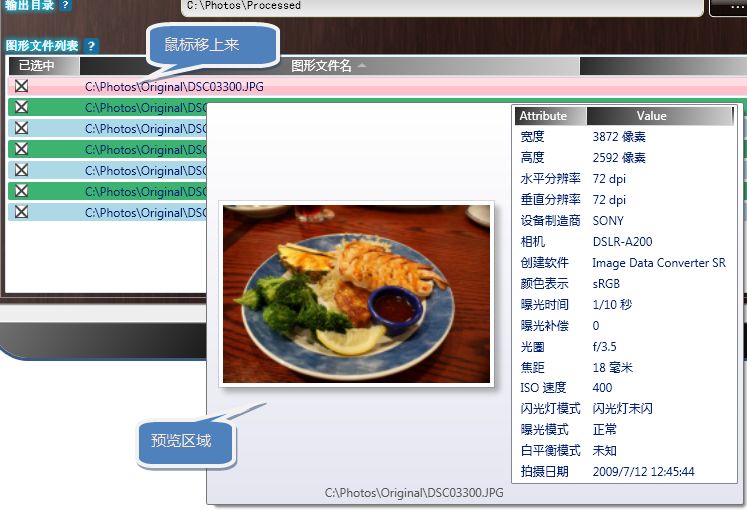 输出目录 ?
C:\Photos\Processed
...
图形文件列表 ?
鼠标移上来
已选中 图形文件名
C:\Photos\Original\DSC03300.JPG
C:\Photos\Original\DSC
C:\Photos\Original\DSC
C:\Photos\Original\DSC
C:\Photos\Original\DSC
C:\Photos\Original\DSC
C:\Photos\Original\DSC
Attribute Value
宽度 3872 像素
高度 2592 像素
水平分辨率 72 dpi
垂直分辨率 72 dpi
设备制造商 SONY
相机 DSLR-A200
创建软件 Image Data Converter SR
颜色表示 sRGB
曝光时间 1/10 秒
曝光补偿 0
光圈 f/3.5
焦距 18 毫米
ISO 速度 400
闪光灯模式 闪光灯未闪
曝光模式 正常
白平衡模式 未知
拍摄日期 2009/7/12 12:45:44
预览区域
C:\Photos\Original\DSC03300.JPG